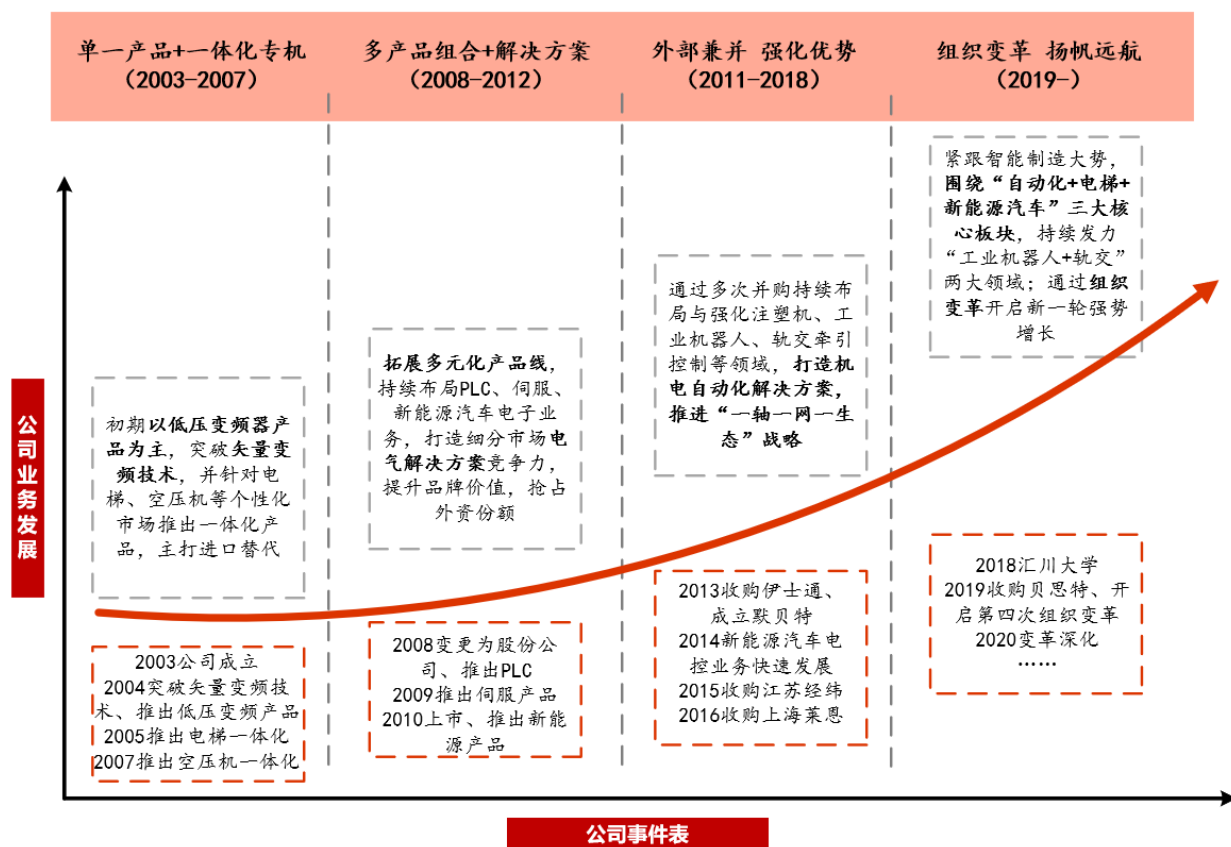 单一产品+一体化专机
（2003-2007）
多产品组合+解决方案
（2008-2012）
外部兼并 强化优势
（2011-2018）
组织变革 扬帆远航
（2019-）
公司业务发展
初期以低压变频器产
品为主，突破矢量变
频技术，并针对电
梯、空压机等个性化
市场推出一体化产
品，主打进口替代
拓展多元化产品线，
持续布局PLC、伺服、
新能源汽车电子业
务，打造细分市场电
气解决方案竞争力，
提升品牌价值，抢占
外资份额
通过多次并购持续布
局与强化注塑机、工
业机器人、轨交牵引
控制等领域，打造机
电自动化解决方案，
推进“一轴一网一生
态”战略
紧跟智能制造大势，
围绕“自动化+电梯+
新能源汽车”三大核
心板块，持续发力
“工业机器人+轨交”
两大领域；通过组织
变革开启新一轮强势
增长
2003公司成立
2004突破矢量变频技
术、推出低压变频产品
2005推出电梯一体化
2007推出空压机一体化
2008变更为股份公
司、推出PLC
2009推出伺服产品
2010上市、推出新能
源产品
2013收购伊士通、
成立默贝特
2014新能源汽车电
控业务快速发展
2015收购江苏经纬
2016收购上海莱恩
2018汇川大学
2019收购贝思特、开
启第四次组织变革
2020变革深化
……
公司事件表